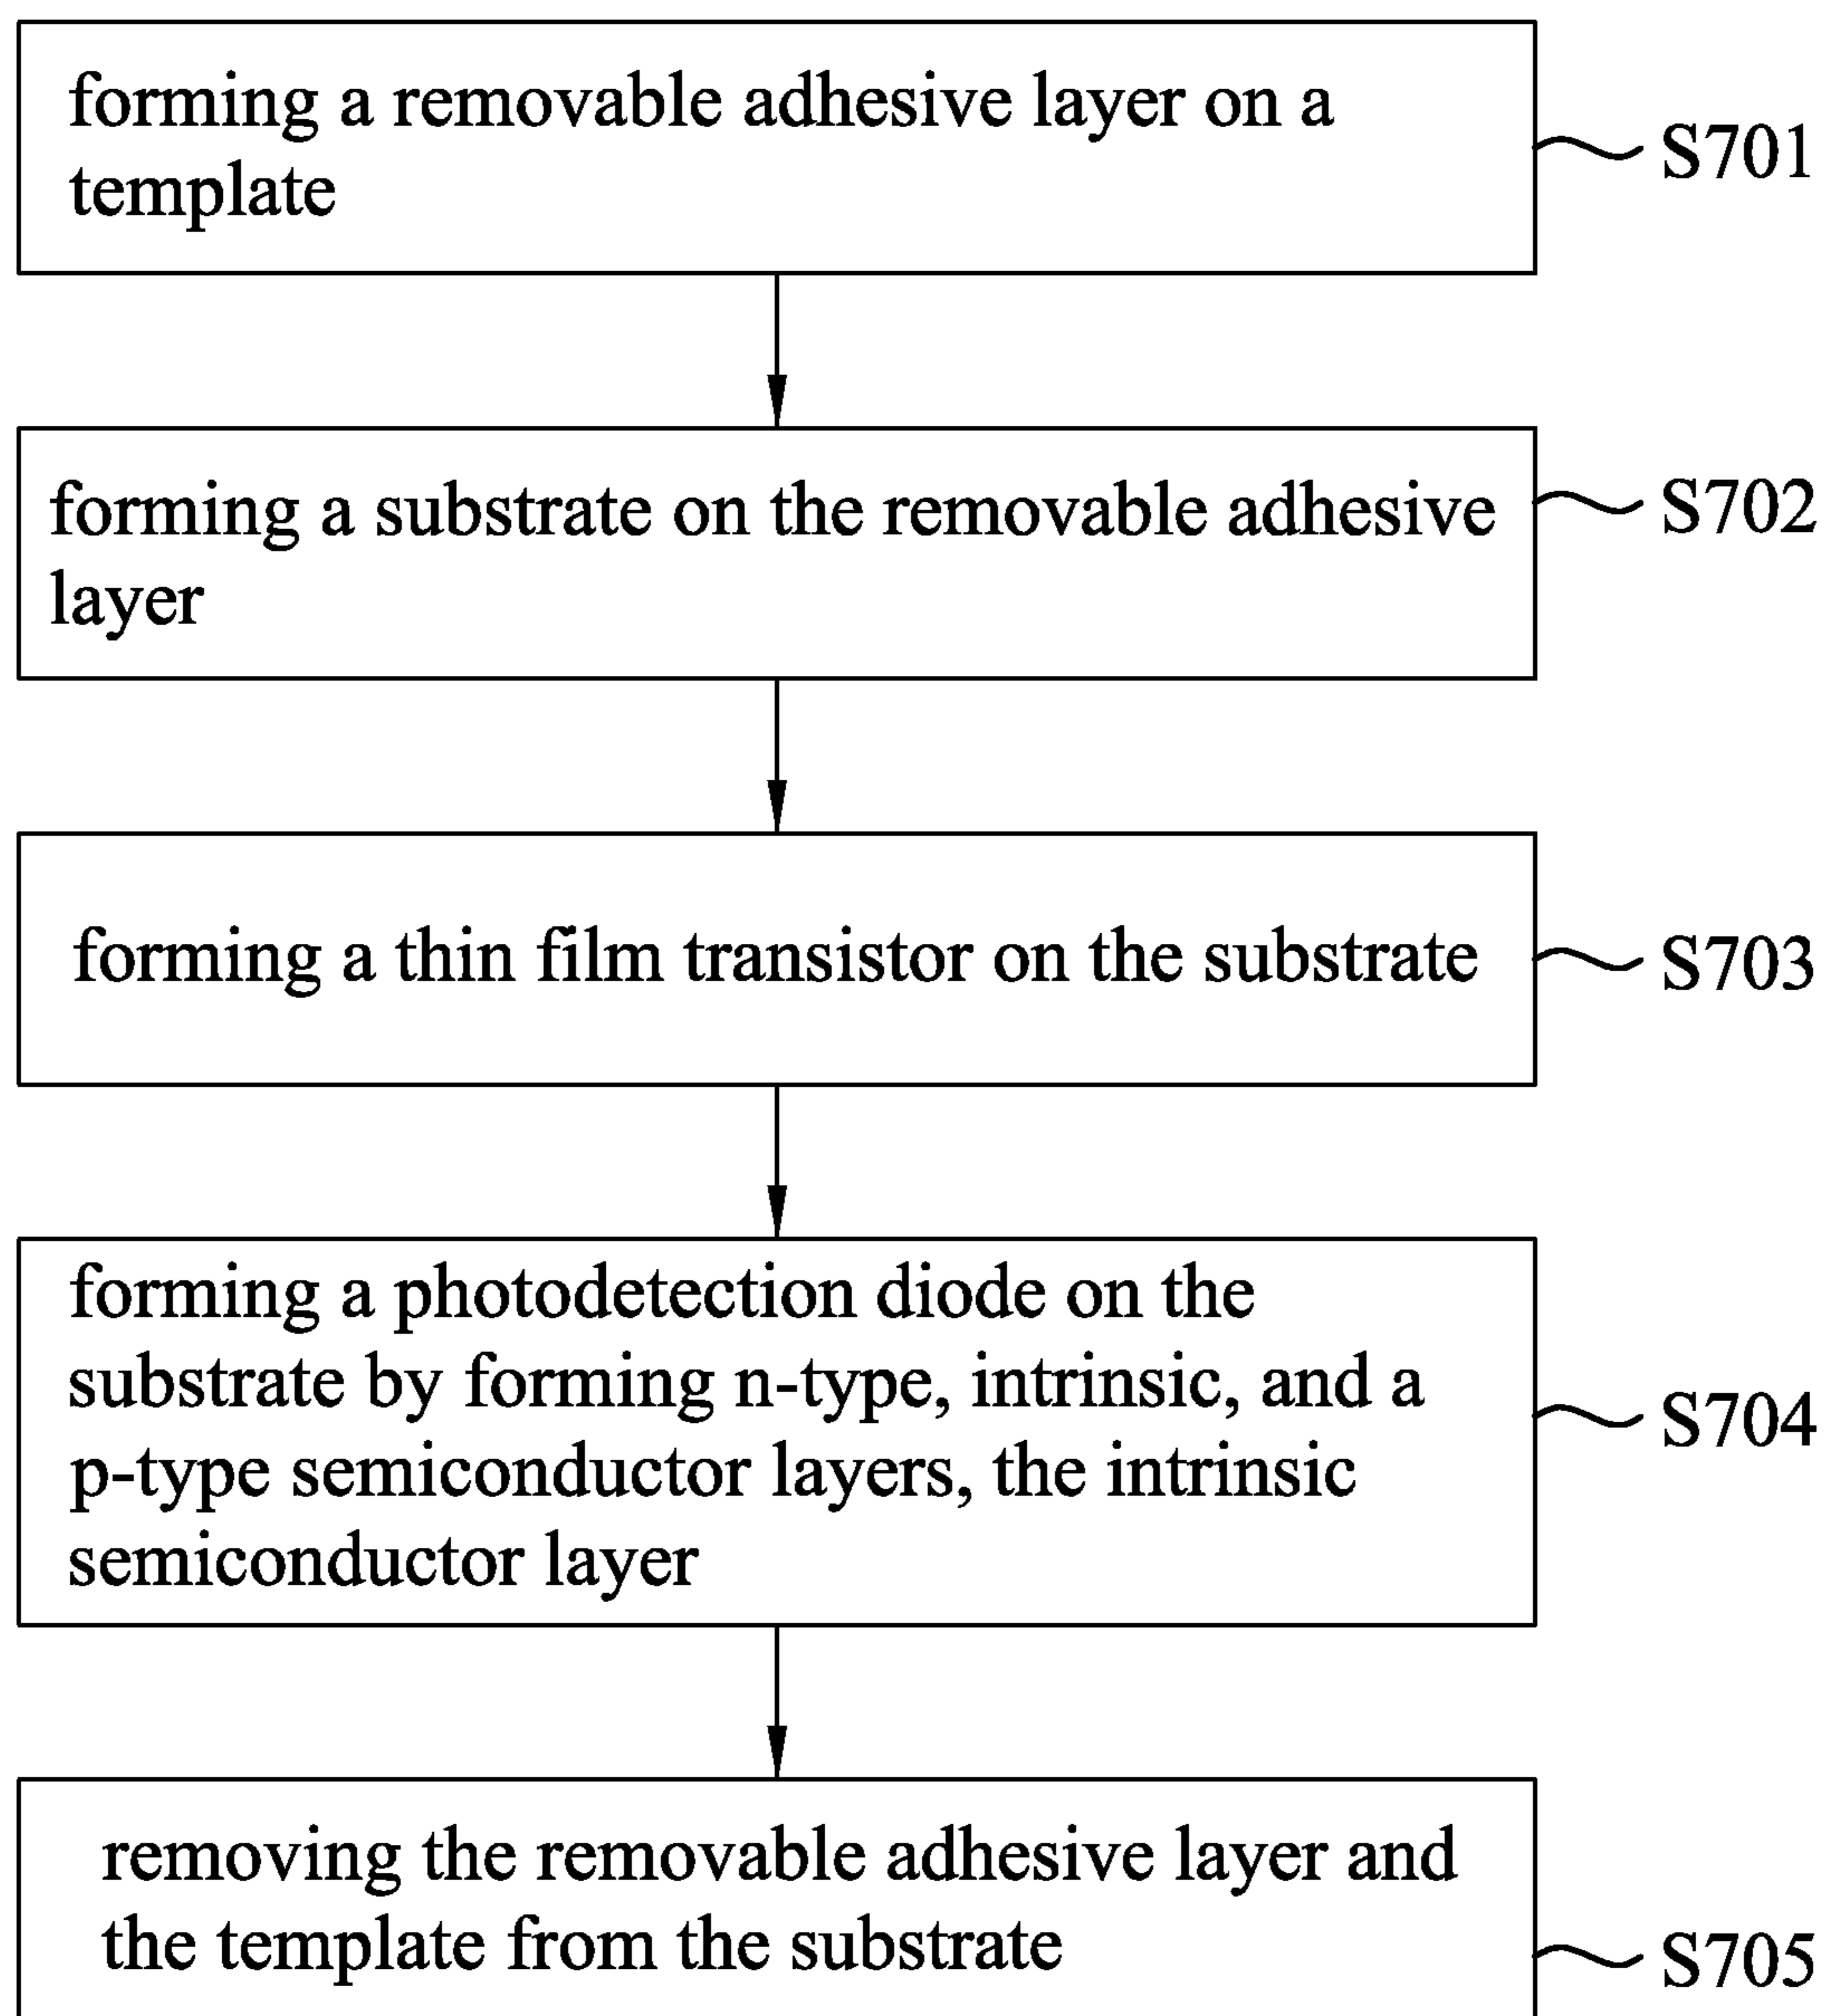 forming a removable adhesive layer on a
template
S701
forming a substrate on the removable adhesive
layer
S702
forming a thin film transistor on the substrate
S703
forming a photodetection diode on the
substrate by forming n-type, intrinsic, and a
p-type semiconductor layers, the intrinsic
semiconductor layer
S704
removing the removable adhesive layer and
the template from the substrate
S705